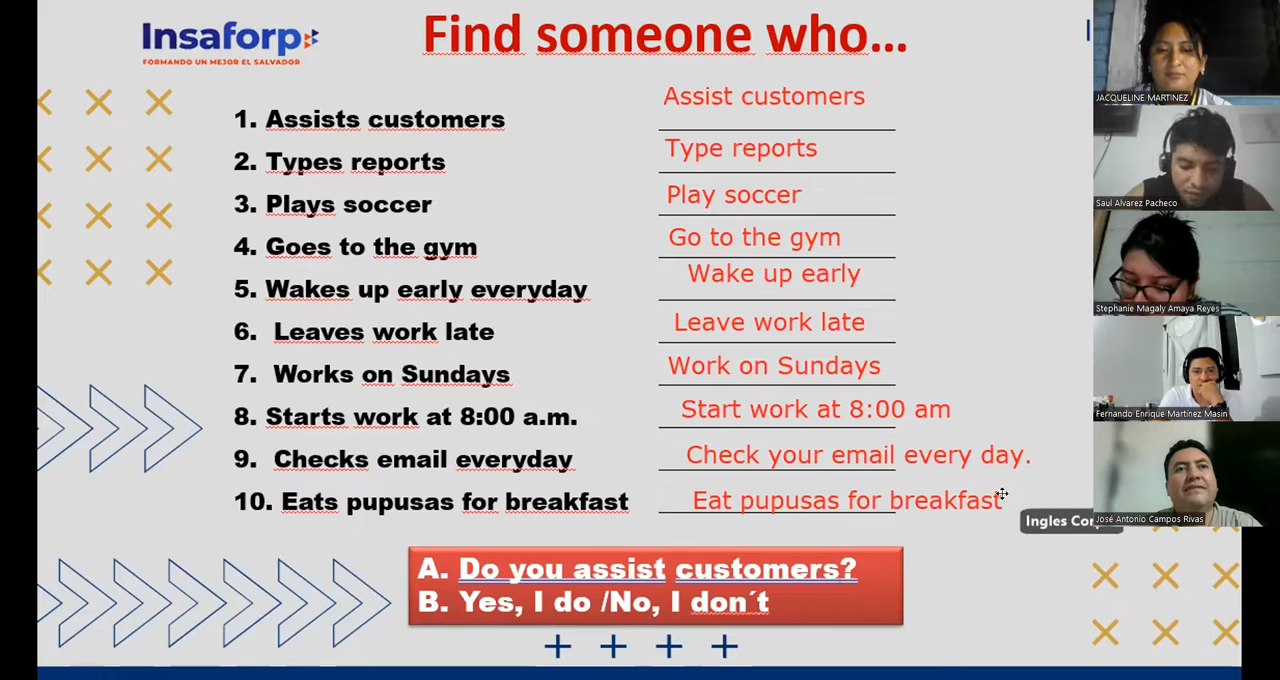 Insaforp
FORMANDO UN MEJOR EL SALVADOR
Find someone who...
1. Assists customers
Assist customers
2. Types reports
Type reports
3. Plays soccer
Play soccer
4. Goes to the gym
Go to the gym
5. Wakes up early everyday
Wake up early
6. Leaves work late
Leave work late
7. Works on Sundays
Work on Sundays
8. Starts work at 8:00 a.m.
Start work at 8:00 am
9. Checks email everyday
Check your email every day.
10. Eats pupusas for breakfast
Eat pupusas for breakfast
A. Do you assist customers?
B. Yes, I do /No, I don´t
JACQUELINE MARTINEZ
Saul Alvarez Pacheco
Stephanie Magaly Amaya Reyes
Fernando Enrique Martínez Masin
José Antonio Campos Rivas
Ingles